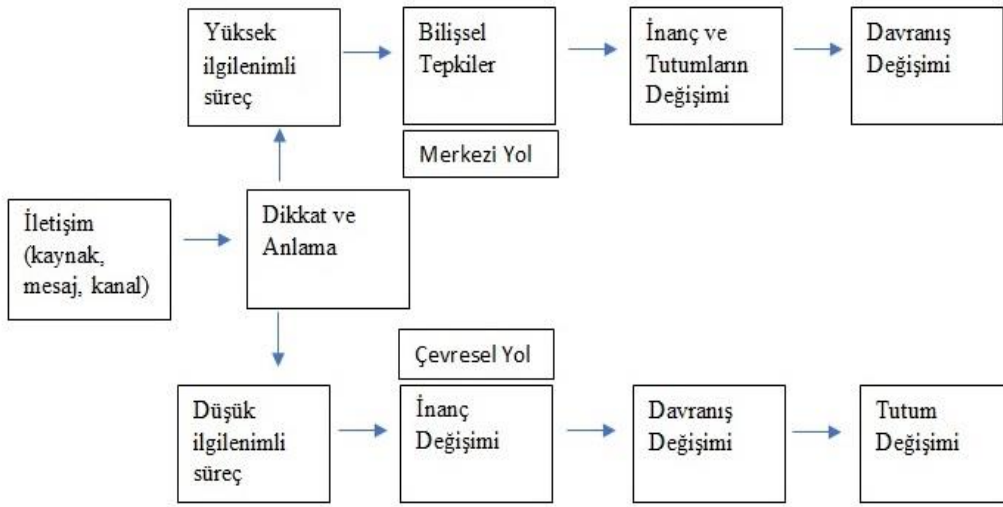 Yüksek
ilgilenimli
süreç
Bilişsel
Tepkiler
İnanç ve
Tutumların
Değişimi
Davranış
Değişimi
Merkezi Yol
İletişim
(kaynak,
mesaj, kanal)
Dikkat ve
Anlama
Çevresel Yol
Düşük
ilgilenimli
süreç
İnanç
Değişimi
Davranış
Değişimi
Tutum
Değişimi